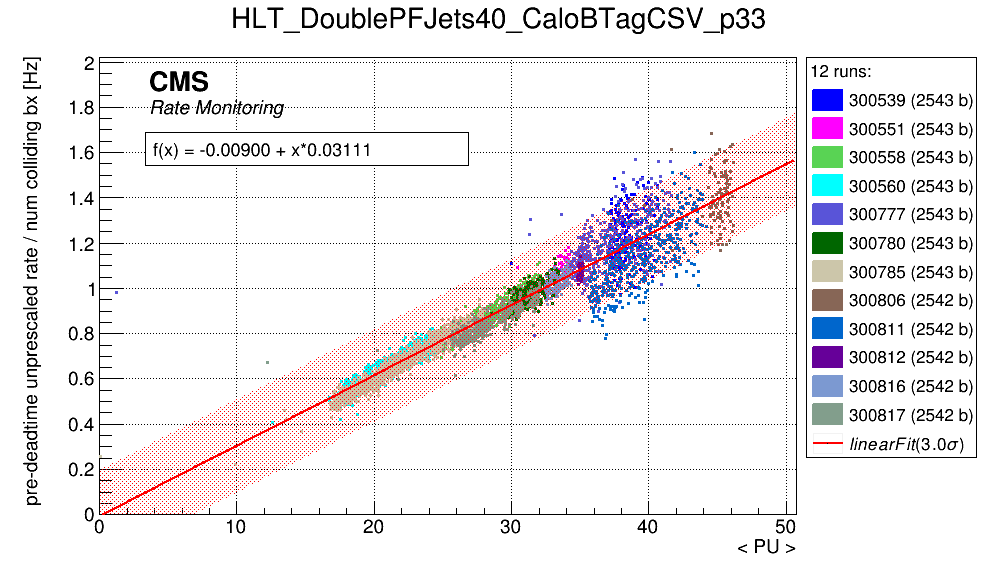 HLT_DoublePFJets40_CaloBTagCSV_p33
pre-deadtime unprescaled rate / num colliding bx [Hz]
CMS
Rate Monitoring
f(x) = -0.00900 + x*0.03111
2
1.8
1.6
1.4
1.2
1
0.8
0.6
0.4
0.2
0
0
10
20
30
40
50
< PU >
12 runs:
300539 (2543 b)
300551 (2543 b)
300558 (2543 b)
300560 (2543 b)
300777 (2543 b)
300780 (2543 b)
300785 (2543 b)
300806 (2542 b)
300811 (2542 b)
300812 (2542 b)
300816 (2542 b)
300817 (2542 b)
linearFit(3.0σ)